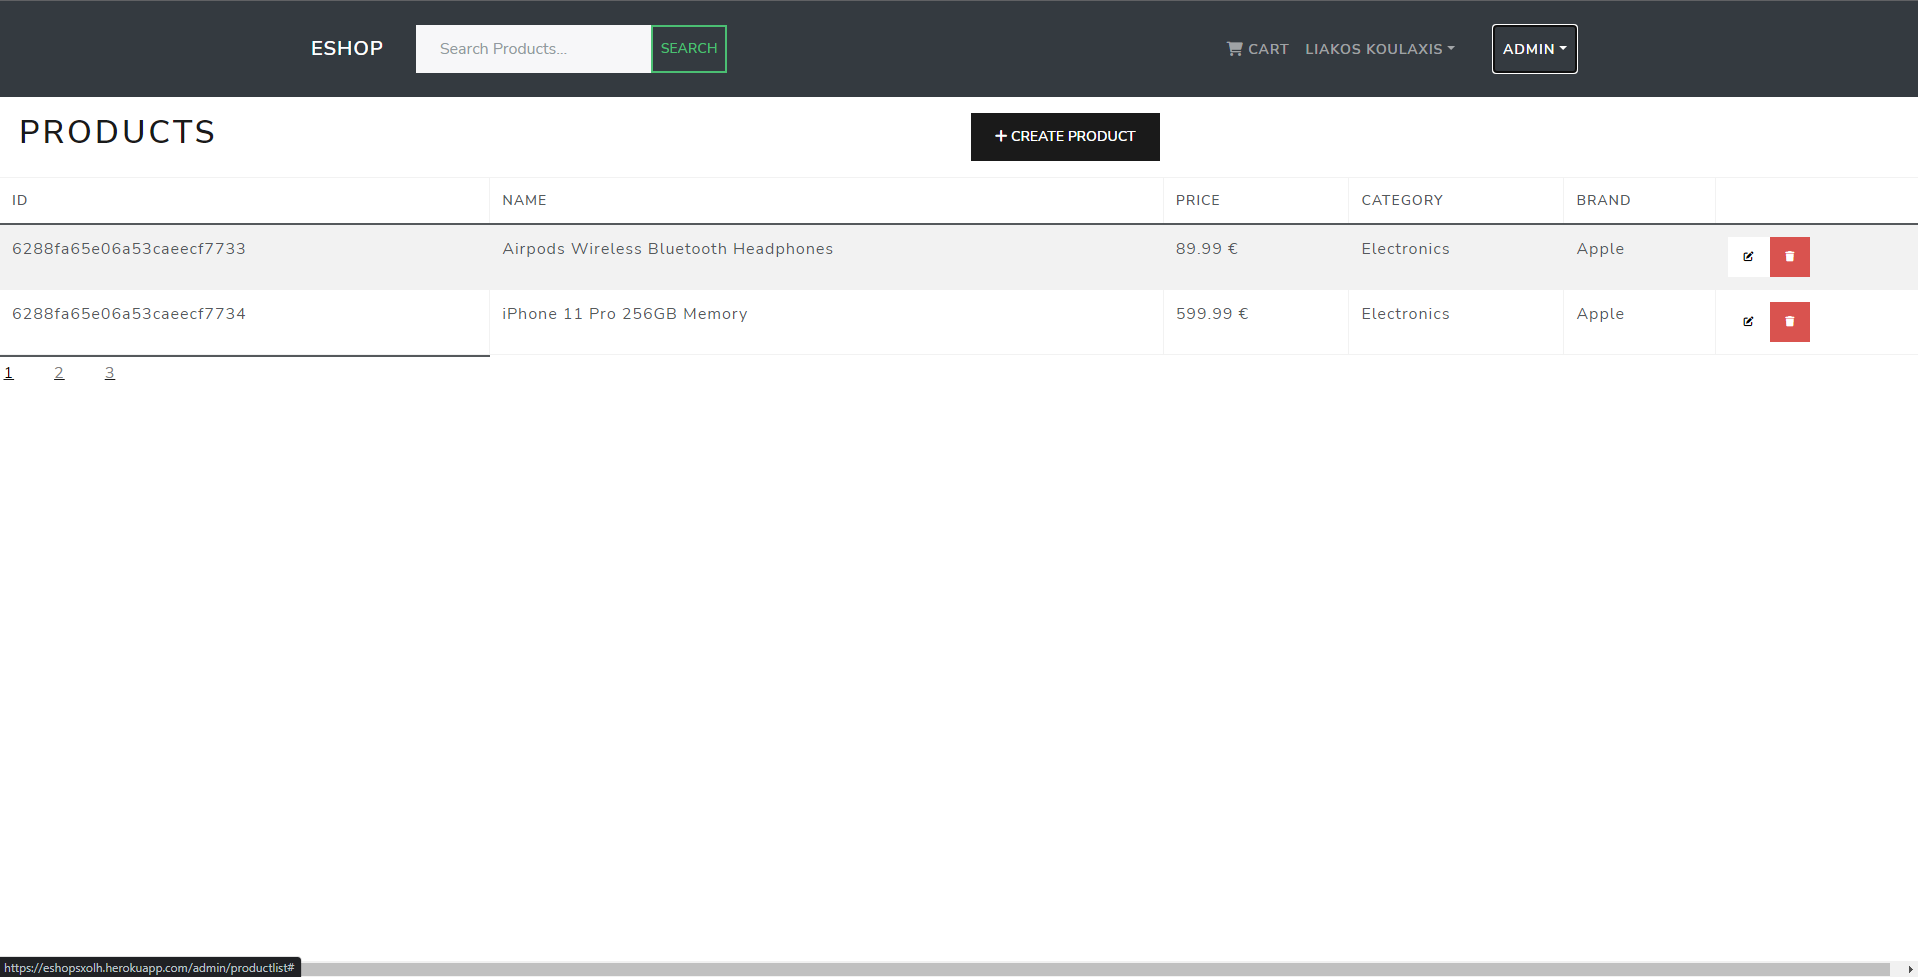 ESHOP Search Products... SEARCH CART LIAKOS KOULAXIS ADMIN
PRODUCTS CREATE PRODUCT
ID NAME PRICE CATEGORY BRAND
6288fa65e06a53caeecf7733 Airpods Wireless Bluetooth Headphones 89.99 € Electronics Apple
6288fa65e06a53caeecf7734 iPhone 11 Pro 256GB Memory 599.99 € Electronics Apple
1 2 3
https://eshopsxolh.herokuapp.com/admin/productlist#